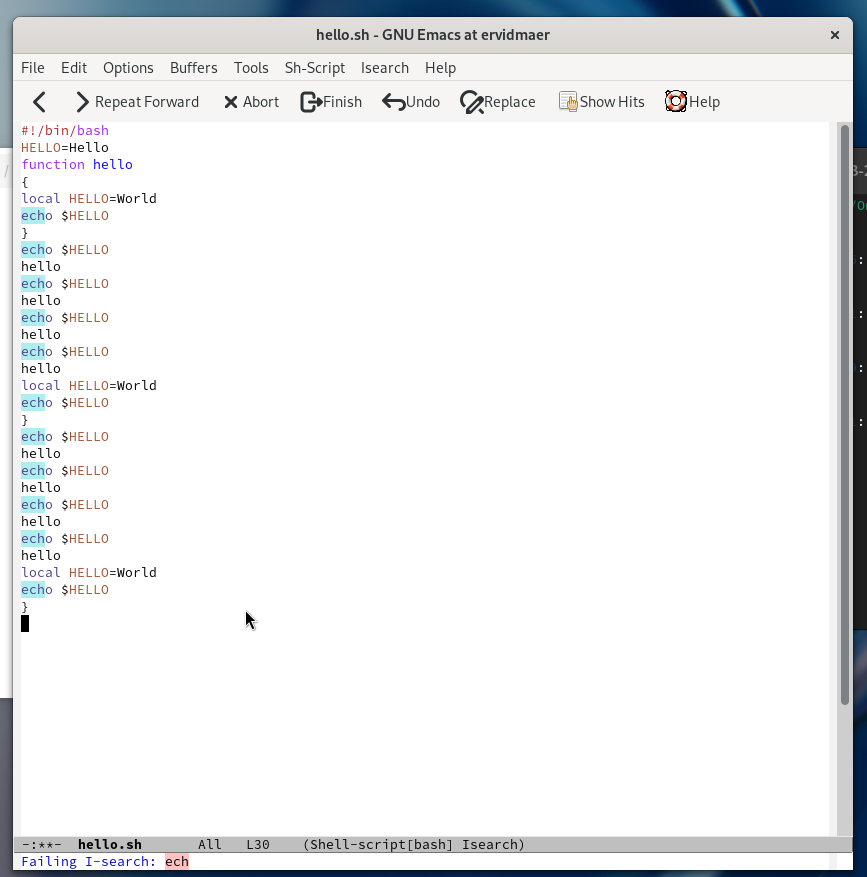 hello.sh - GNU Emacs at ervidmaer ×
File Edit Options Buffers Tools Sh-Script Isearch Help
Repeat Forward Abort Finish Undo Replace Show Hits Help
#!/bin/bash
HELLO=Hello
function hello
{
local HELLO=World
echo $HELLO
}
echo $HELLO
hello
echo $HELLO
hello
echo $HELLO
hello
echo $HELLO
hello
local HELLO=World
echo $HELLO
}
echo $HELLO
hello
echo $HELLO
hello
echo $HELLO
hello
echo $HELLO
hello
local HELLO=World
echo $HELLO
}
-:**- hello.sh All L30 (Shell-script[bash] Isearch)
Failing I-search: ech